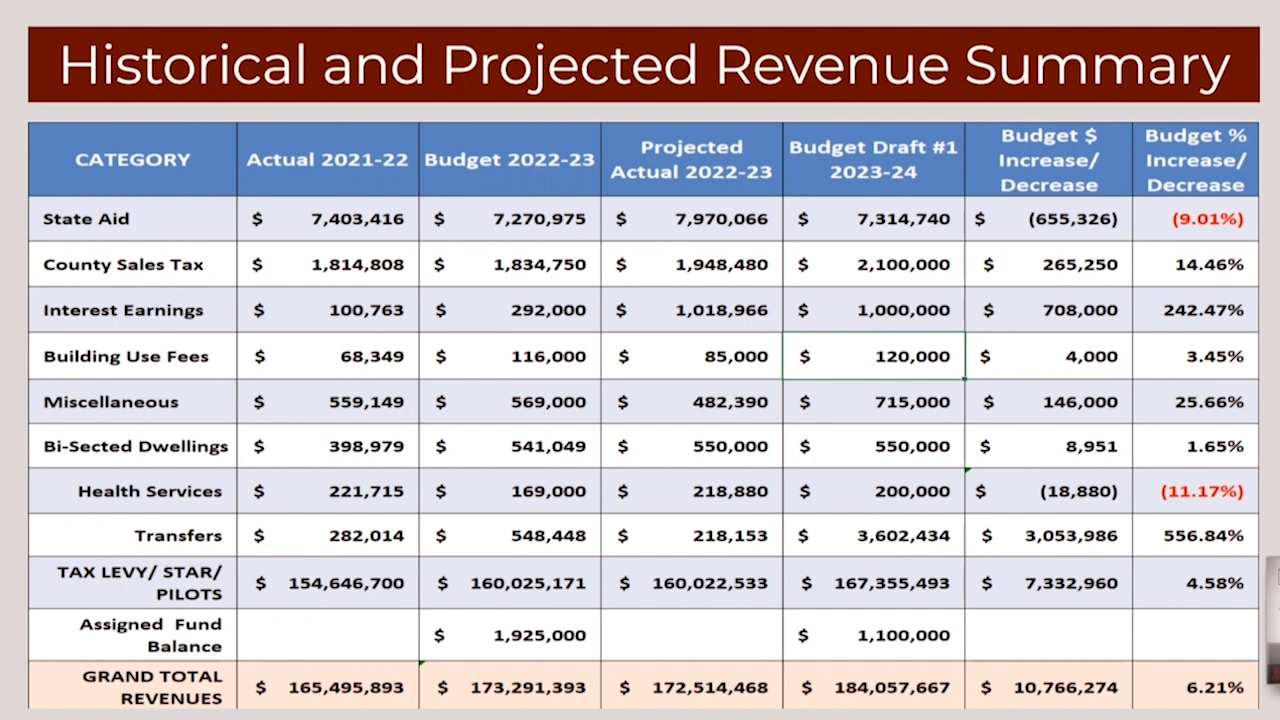 Historical and Projected Revenue Summary
CATEGORY Actual 2021-22 Budget 2022-23 Projected Actual 2022-23 Budget Draft #1 2023-24 Budget $ Increase/ Decrease Budget % Increase/ Decrease
State Aid $ 7,403,416 $ 7,270,975 $ 7,970,066 $ 7,314,740 $ (655,326) (9.01%)
County Sales Tax $ 1,814,808 $ 1,834,750 $ 1,948,480 $ 2,100,000 $ 265,250 14.46%
Interest Earnings $ 100,763 $ 292,000 $ 1,018,966 $ 1,000,000 $ 708,000 242.47%
Building Use Fees $ 68,349 $ 116,000 $ 85,000 $ 120,000 $ 4,000 3.45%
Miscellaneous $ 559,149 $ 569,000 $ 482,390 $ 715,000 $ 146,000 25.66%
Bi-Sected Dwellings $ 398,979 $ 541,049 $ 550,000 $ 550,000 $ 8,951 1.65%
Health Services $ 221,715 $ 169,000 $ 218,880 $ 200,000 $ (18,880) (11.17%)
Transfers $ 282,014 $ 548,448 $ 218,153 $ 3,602,434 $ 3,053,986 556.84%
TAX LEVY/ STAR/ PILOTS $ 154,646,700 $ 160,025,171 $ 160,022,533 $ 167,355,493 $ 7,332,960 4.58%
Assigned Fund Balance $ 1,925,000 $ 1,100,000
GRAND TOTAL REVENUES $ 165,495,893 $ 173,291,393 $ 172,514,468 $ 184,057,667 $ 10,766,274 6.21%